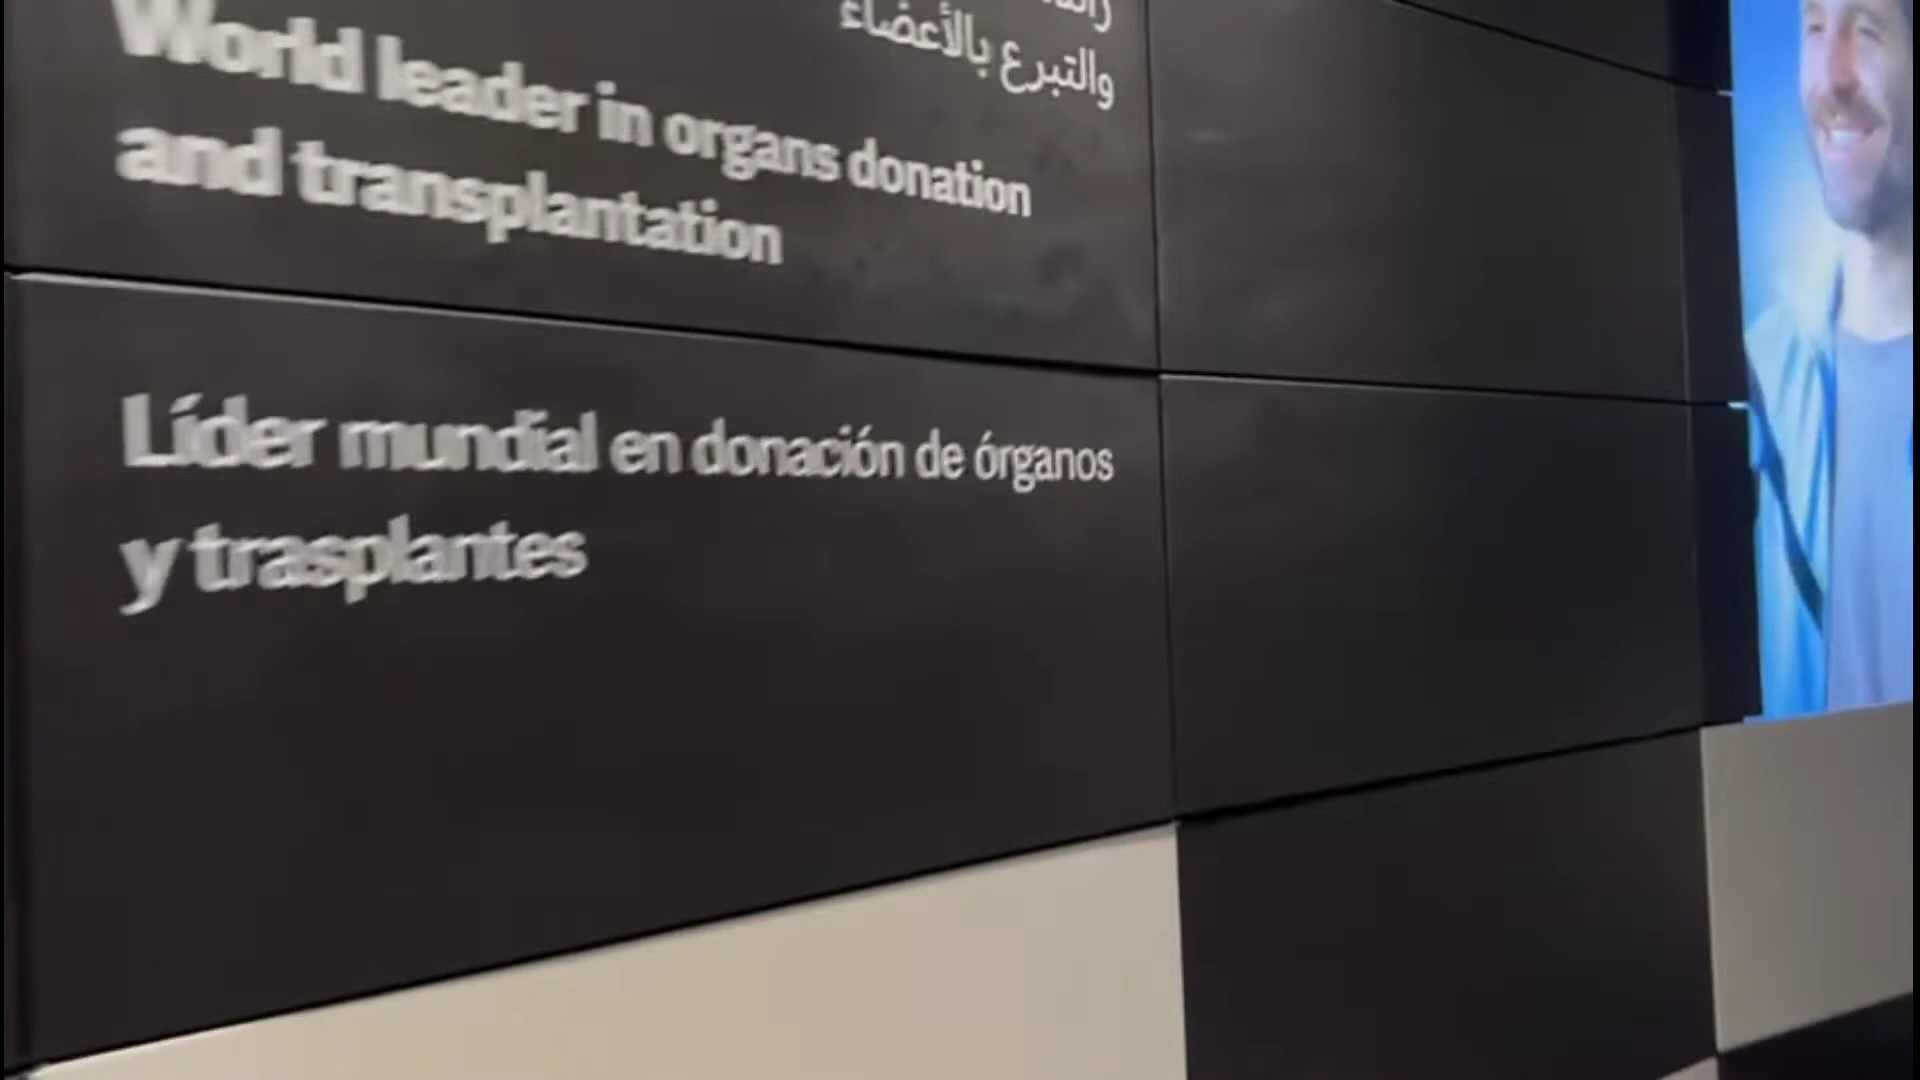 والتبرع بالأعضاء
World leader in organs donation
and transplantation
Líder mundial en donación de órganos
y trasplantes